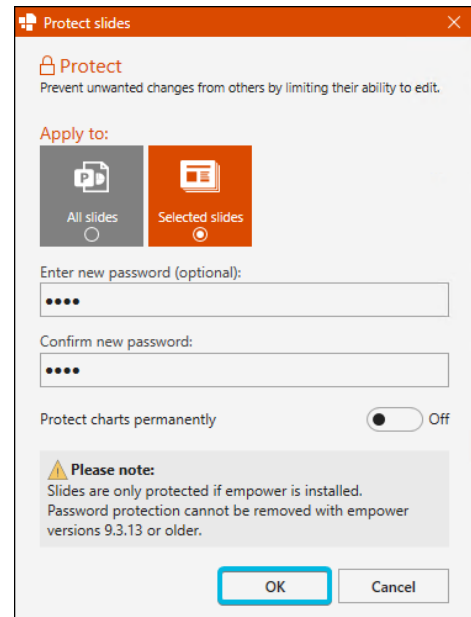 Protect slides
Protect
Prevent unwanted changes from others by limiting their ability to edit.
Apply to:
All slides
Selected slides
Enter new password (optional):
••••
Confirm new password:
••••
Protect charts permanently
Off
Please note:
Slides are only protected if empower is installed.
Password protection cannot be removed with empower
versions 9.3.13 or older.
OK
Cancel